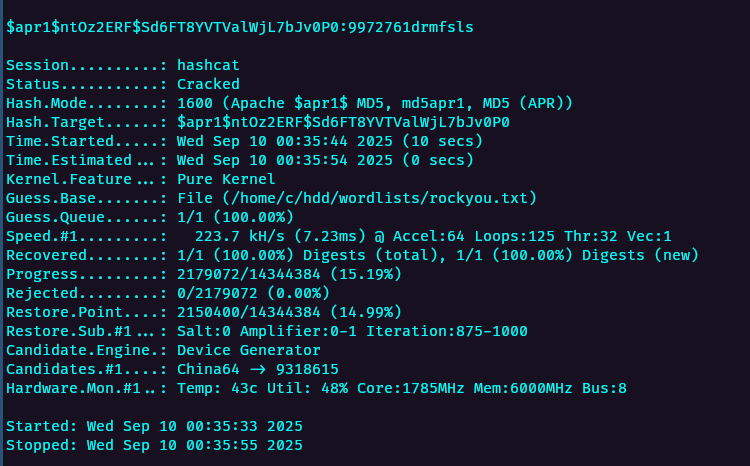 $apr1$ntOz2ERF$Sd6FT8YVTValWjL7bJv0P0:9972761drmfsls
Session..........: hashcat
Status...........: Cracked
Hash.Mode........: 1600 (Apache $apr1$ MD5, md5apr1, MD5 (APR))
Hash.Target......: $apr1$ntOz2ERF$Sd6FT8YVTValWjL7bJv0P0
Time.Started.....: Wed Sep 10 00:35:44 2025 (10 secs)
Time.Estimated...: Wed Sep 10 00:35:54 2025 (0 secs)
Kernel.Feature...: Pure Kernel
Guess.Base.......: File (/home/c/hdd/wordlists/rockyou.txt)
Guess.Queue......: 1/1 (100.00%)
Speed.#1.........:   223.7 kH/s (7.23ms) @ Accel:64 Loops:125 Thr:32 Vec:1
Recovered........: 1/1 (100.00%) Digests (total), 1/1 (100.00%) Digests (new)
Progress.........: 2179072/14344384 (15.19%)
Rejected.........: 0/2179072 (0.00%)
Restore.Point....: 2150400/14344384 (14.99%)
Restore.Sub.#1...: Salt:0 Amplifier:0-1 Iteration:875-1000
Candidate.Engine.: Device Generator
Candidates.#1....: China64 -> 9318615
Hardware.Mon.#1..: Temp: 43c Util: 48% Core:1785MHz Mem:6000MHz Bus:8
Started: Wed Sep 10 00:35:33 2025
Stopped: Wed Sep 10 00:35:55 2025